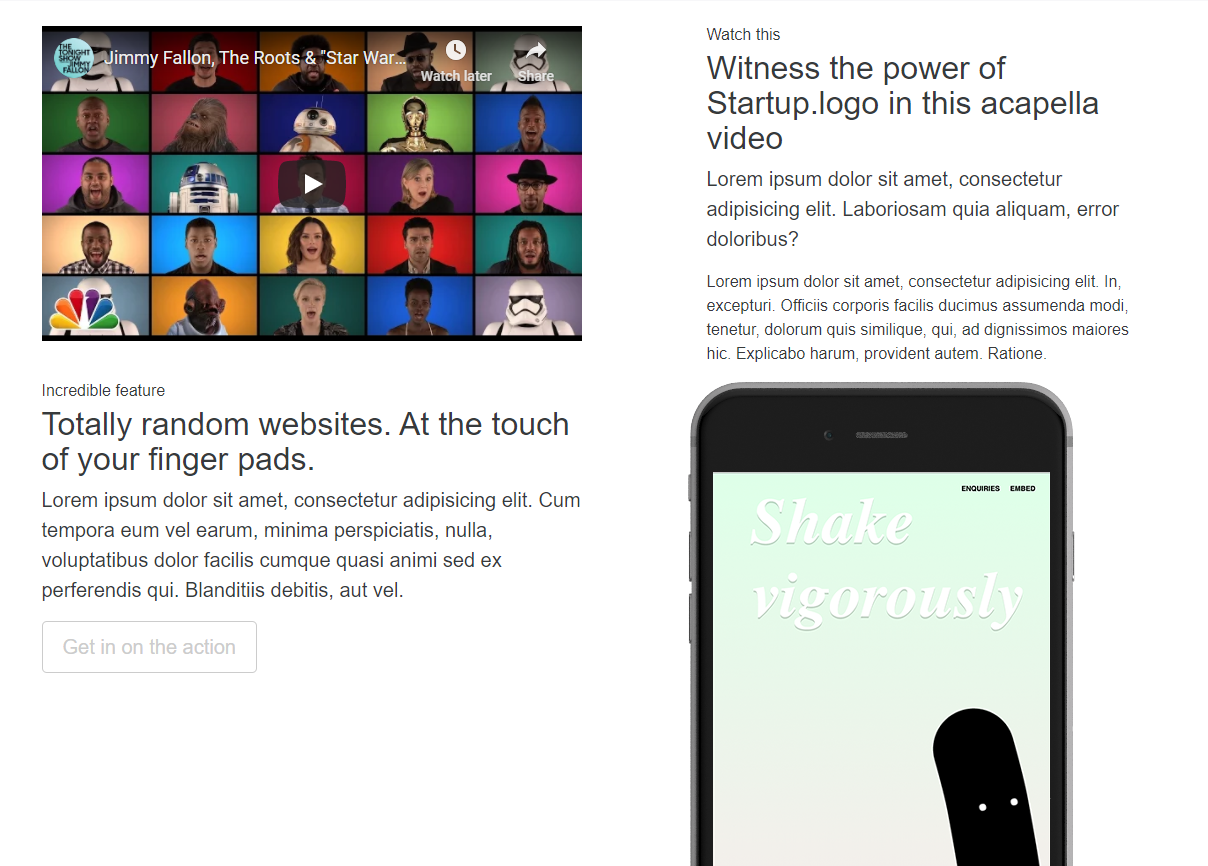 THE
TONIGHT
SHOW
JIMMY
FALLON
Jimmy Fallon, The Roots & "Star War...
Watch later
Share
Watch this
Witness the power of
Startup.logo in this acapella
video
Lorem ipsum dolor sit amet, consectetur
adipisicing elit. Laboriosam quia aliquam, error
doloribus?
Lorem ipsum dolor sit amet, consectetur adipisicing elit. In,
excepturi. Officiis corporis facilis ducimus assumenda modi,
tenetur, dolorum quis similique, qui, ad dignissimos maiores
hic. Explicabo harum, provident autem. Ratione.
Incredible feature
Totally random websites. At the touch
of your finger pads.
Lorem ipsum dolor sit amet, consectetur adipisicing elit. Cum
tempora eum vel earum, minima perspiciatis, nulla,
voluptatibus dolor facilis cumque quasi animi sed ex
perferendis qui. Blanditiis debitis, aut vel.
Get in on the action
ENQUIRIES EMBED
Shake
vigorously